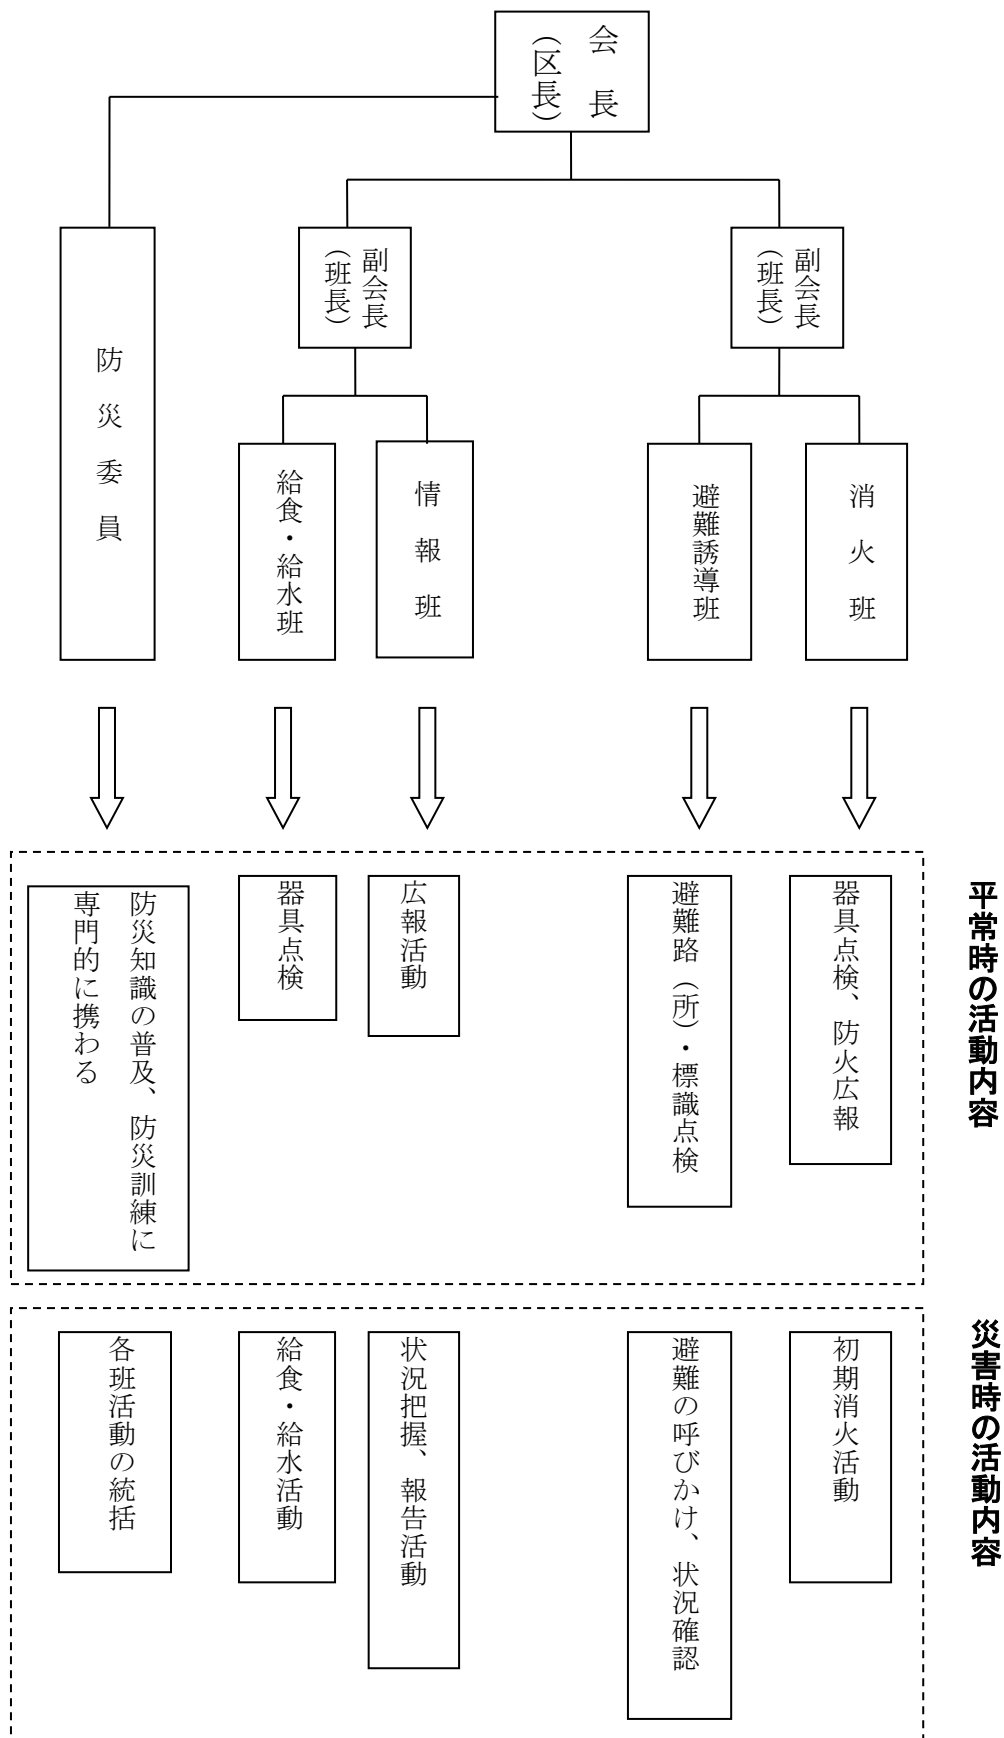 会長
（区長）
副会長
（班長）
副会長
（班長）
消火班
避難誘導班
情報班
給食・給水班
防災委員
平常時の活動内容
器具点検、防火広報
避難路（所）・標識点検
広報活動
器具点検
防災知識の普及、防災訓練に
専門的に携わる
災害時の活動内容
初期消火活動
避難の呼びかけ、状況確認
状況把握、報告活動
給食・給水活動
各班活動の統括